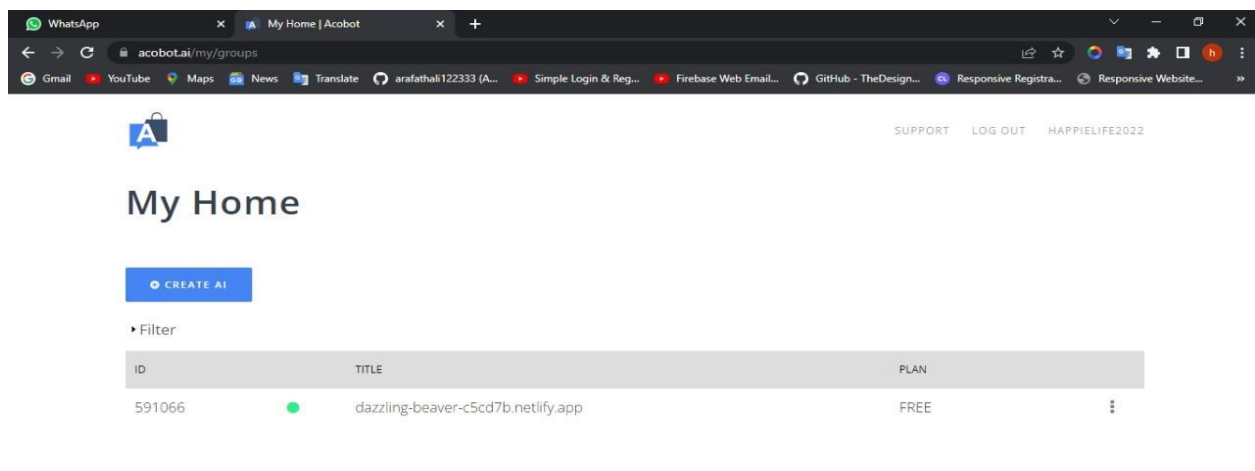 WhatsApp My Home | Acobot
acobot.ai/my/groups
Gmail YouTube Maps News Translate arafathali122333 (A... Simple Login & Reg... Firebase Web Email... GitHub - TheDesign... Responsive Registra... Responsive Website... »
A SUPPORT LOG OUT HAPPIELIFE2022
My Home
CREATE AI
Filter
ID TITLE PLAN
591066 dazzling-beaver-c5cd7b.netlify.app FREE